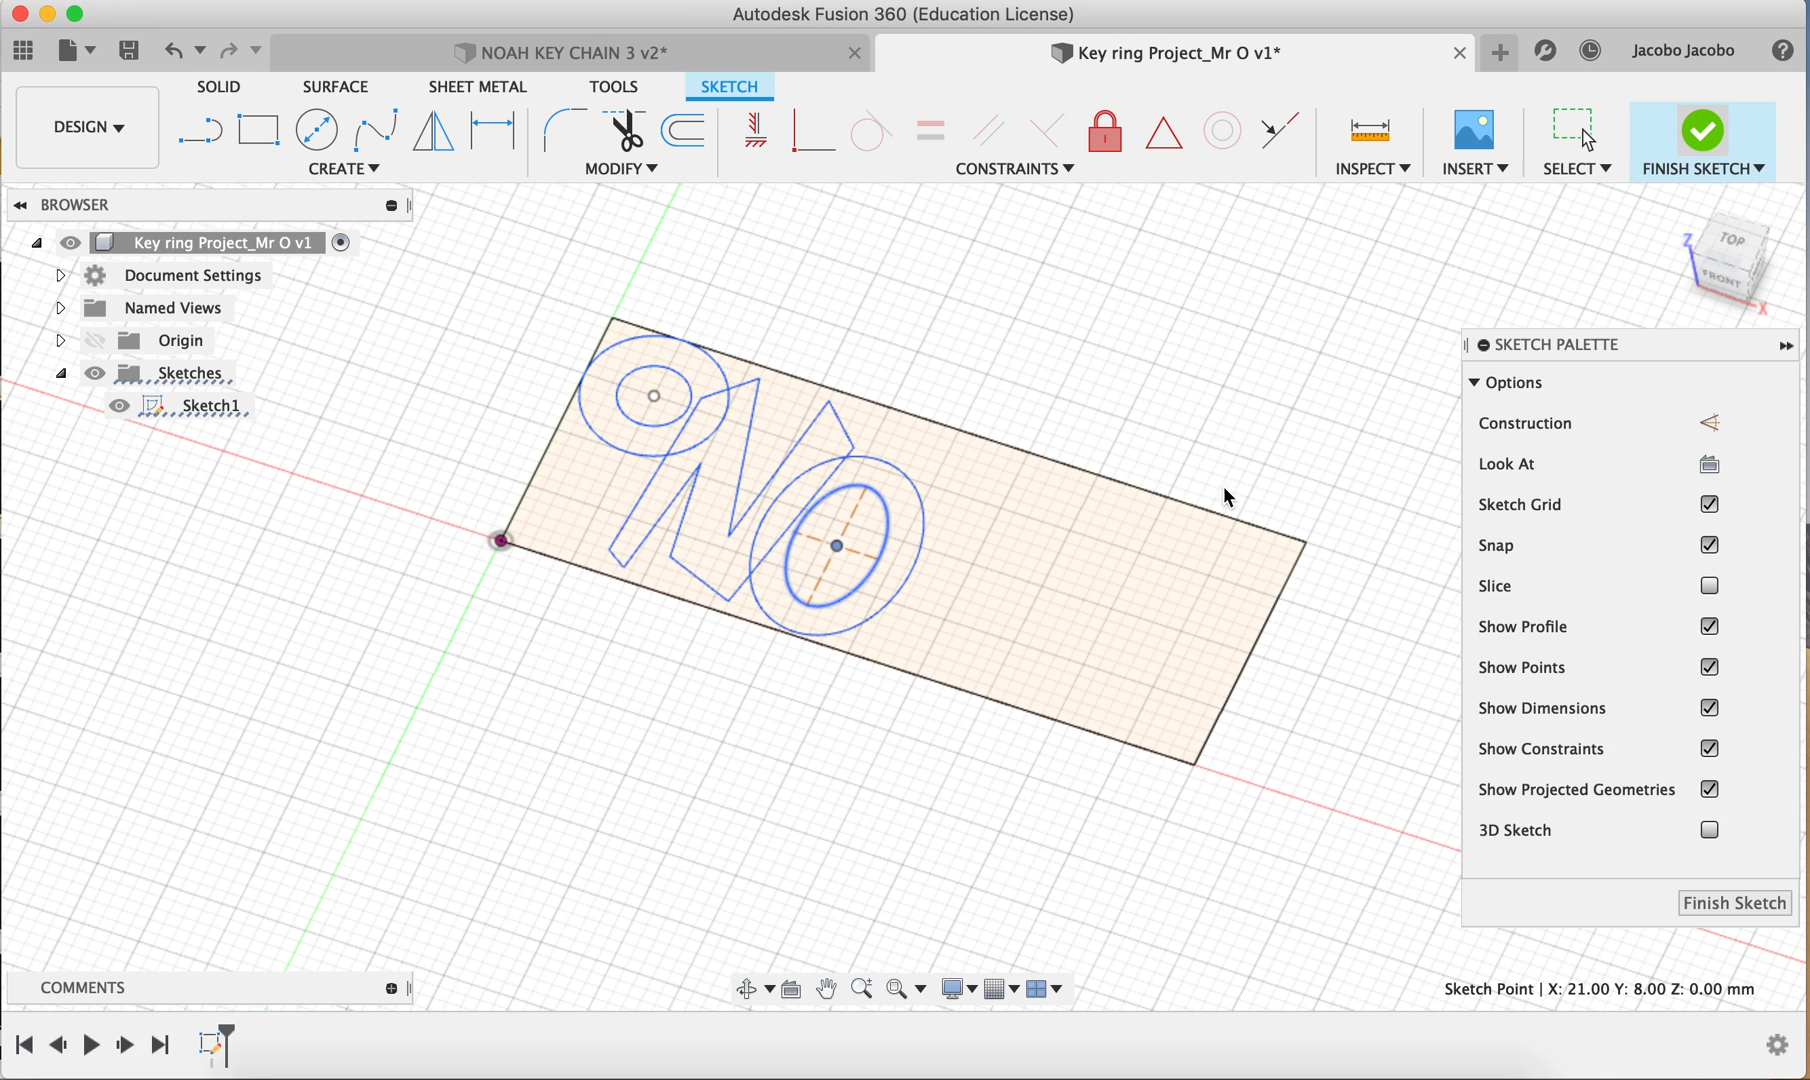 Autodesk Fusion 360 (Education License)
NOAH KEY CHAIN 3 v2*
Key ring Project_Mr O v1*
Jacobo Jacobo
DESIGN
SOLID
SURFACE
SHEET METAL
TOOLS
SKETCH
CREATE
MODIFY
CONSTRAINTS
INSPECT
INSERT
SELECT
FINISH SKETCH
BROWSER
Key ring Project_Mr O v1
Document Settings
Named Views
Origin
Sketches
Sketch1
NO
TOP
FRONT
Z
X
SKETCH PALETTE
Options
Construction
Look At
Sketch Grid
Snap
Slice
Show Profile
Show Points
Show Dimensions
Show Constraints
Show Projected Geometries
3D Sketch
Finish Sketch
COMMENTS
Sketch Point | X: 21.00 Y: 8.00 Z: 0.00 mm